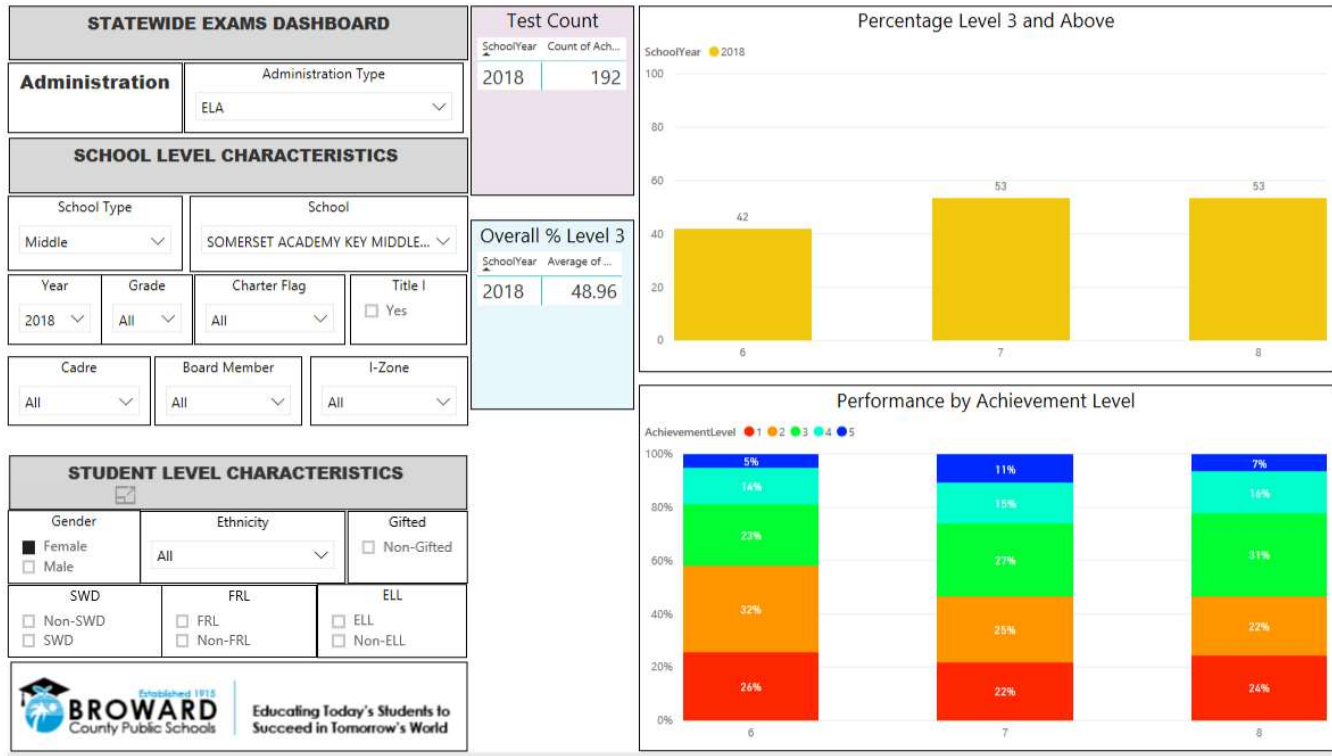 STATEWIDE EXAMS DASHBOARD
Administration
Administration Type
ELA
SCHOOL LEVEL CHARACTERISTICS
School Type
Middle
School
SOMERSET ACADEMY KEY MIDDLE...
Year
2018
Grade
All
Charter Flag
All
Title I
Yes
Cadre
All
Board Member
All
I-Zone
All
STUDENT LEVEL CHARACTERISTICS
Gender
Female
Male
Ethnicity
All
Gifted
Non-Gifted
SWD
Non-SWD
SWD
FRL
FRL
Non-FRL
ELL
ELL
Non-ELL
Established 1915
BROWARD
County Public Schools
Educating Today's Students to
Succeed in Tomorrow's World
Test Count
SchoolYear Count of Ach...
2018 192
Overall % Level 3
SchoolYear Average of ...
2018 48.96
Percentage Level 3 and Above
SchoolYear 2018
100
80
60
40
20
0
42
53
53
6 7 8
Performance by Achievement Level
AchievementLevel 1 2 3 4 5
100%
80%
60%
40%
20%
0%
5%
14%
23%
32%
26%
11%
15%
27%
25%
22%
7%
16%
31%
22%
24%
6 7 8